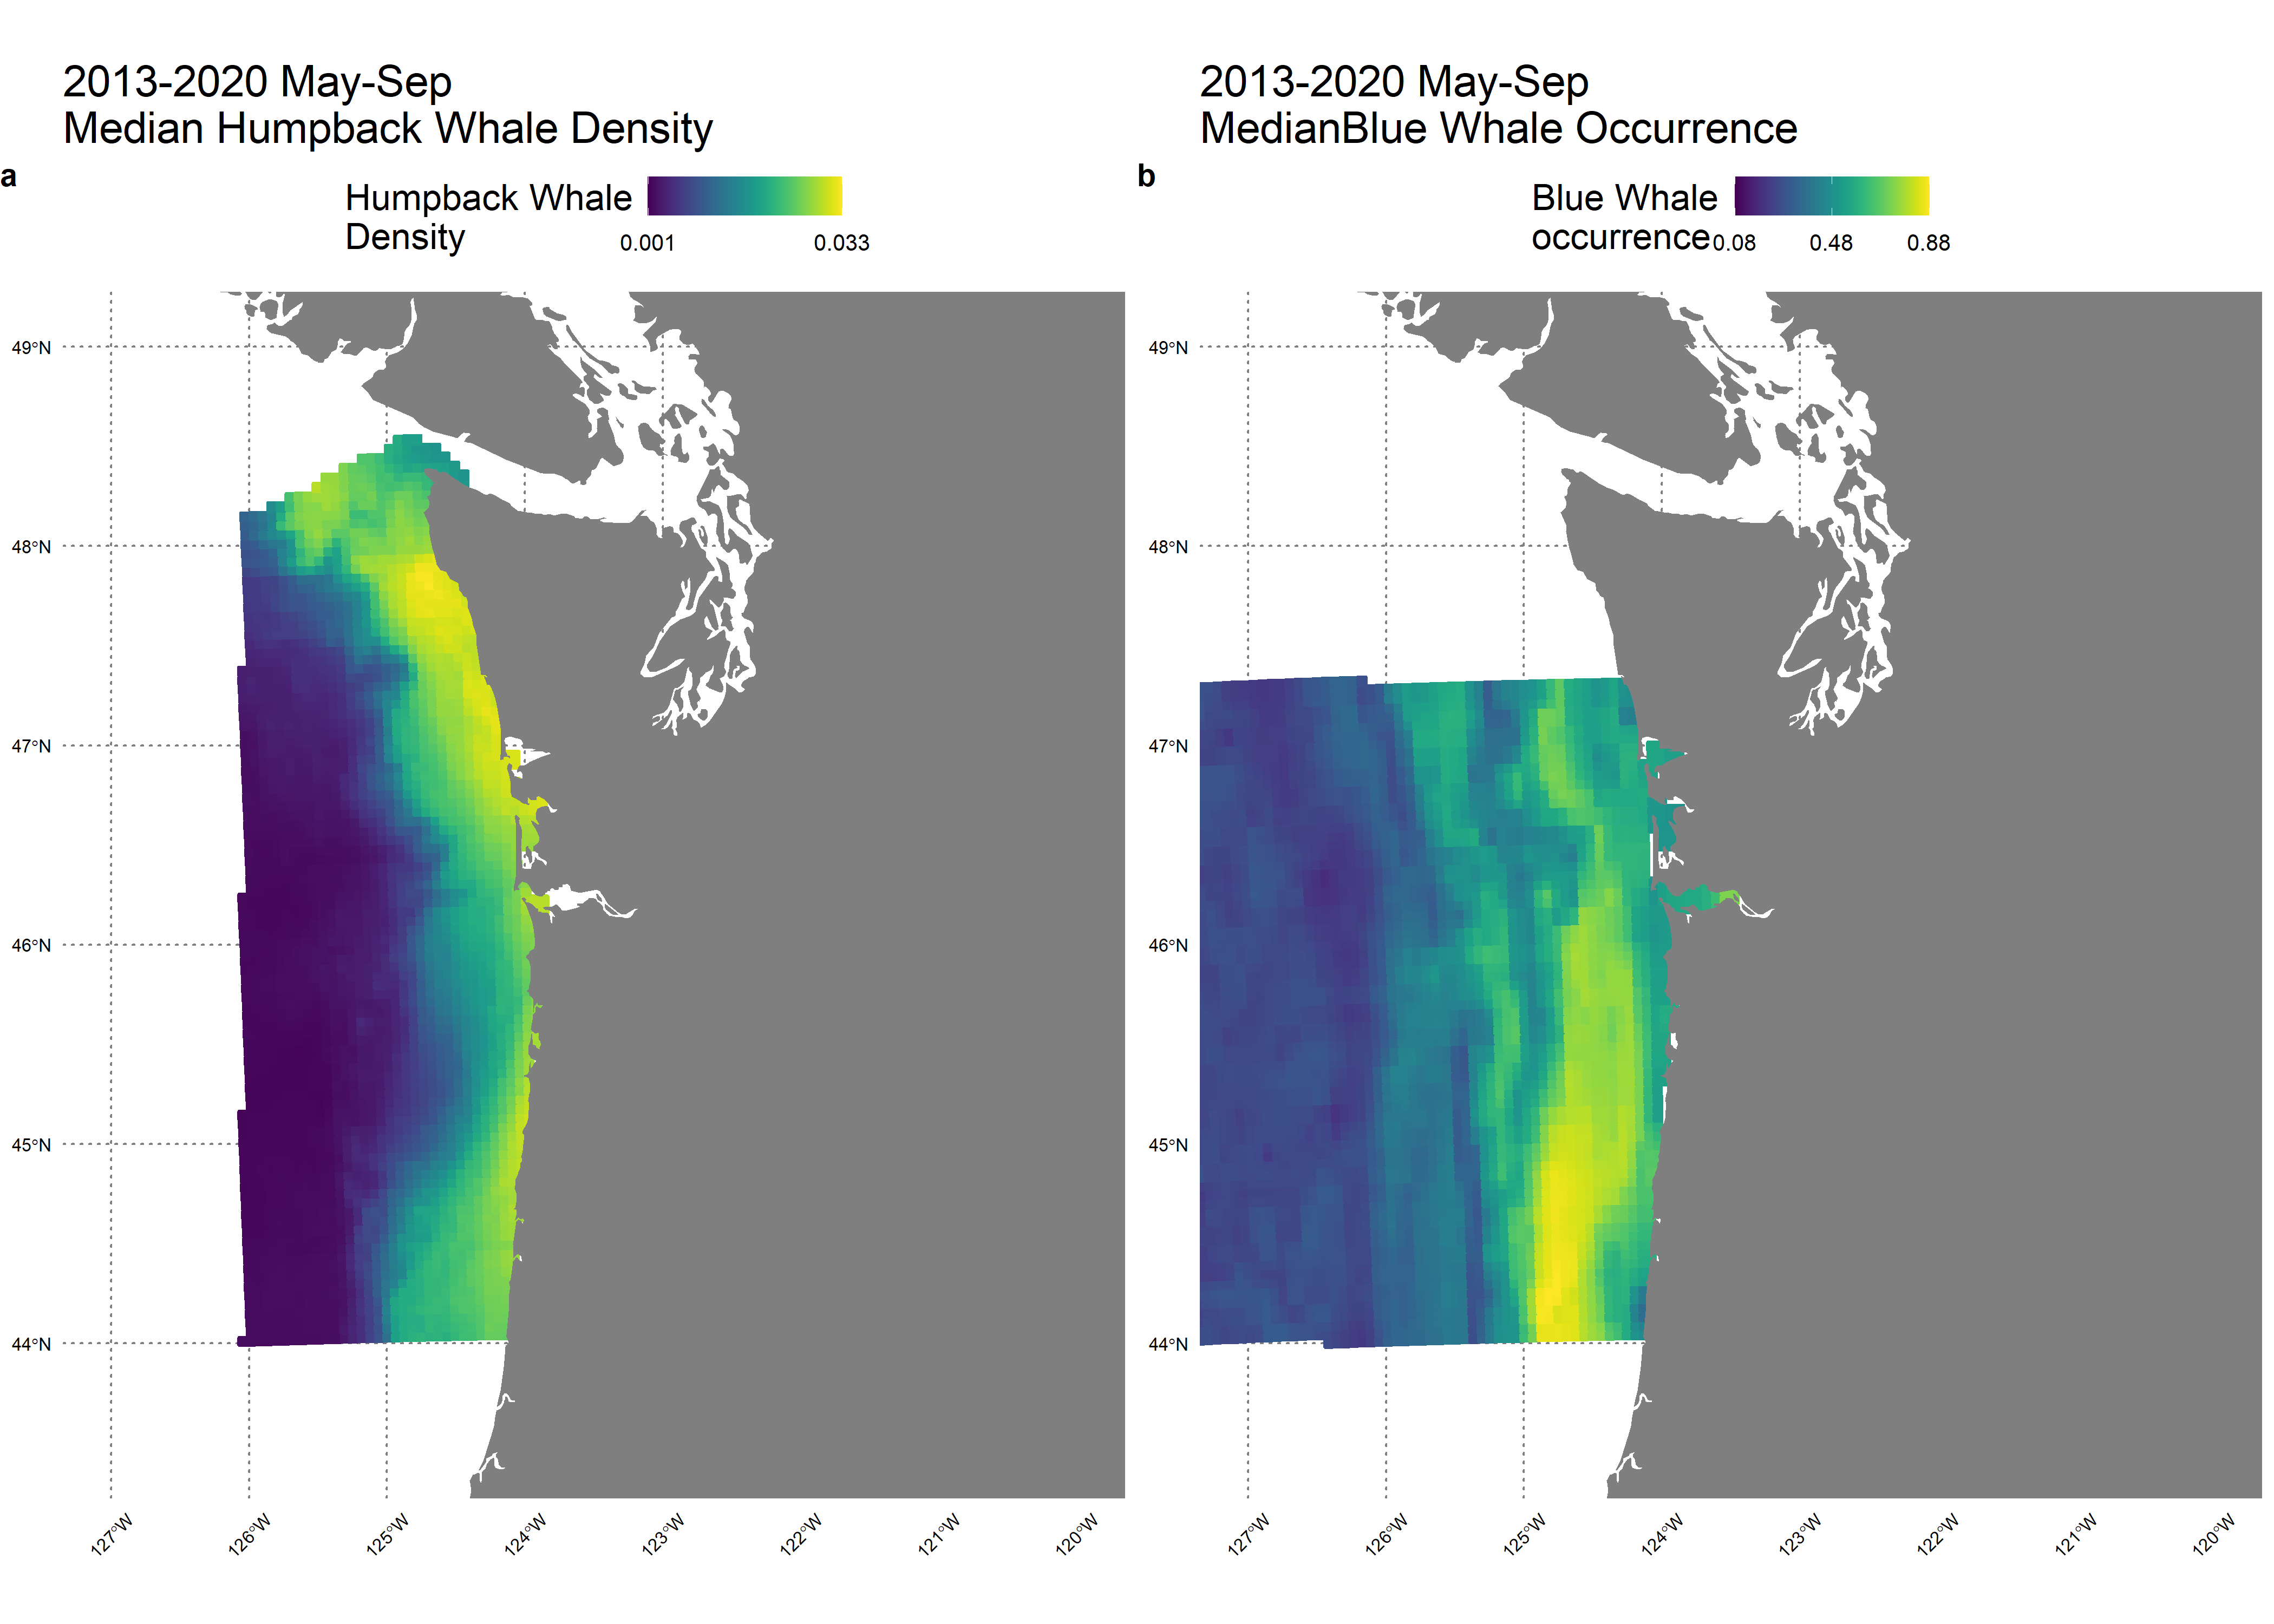 2013-2020 May-Sep
Median Humpback Whale Density
a
Humpback Whale
Density
0.001 0.033
49°N
48°N
47°N
46°N
45°N
44°N
127°W 126°W 125°W 124°W 123°W 122°W 121°W 120°W
2013-2020 May-Sep
MedianBlue Whale Occurrence
b
Blue Whale
occurrence
0.08 0.48 0.88
49°N
48°N
47°N
46°N
45°N
44°N
127°W 126°W 125°W 124°W 123°W 122°W 121°W 120°W